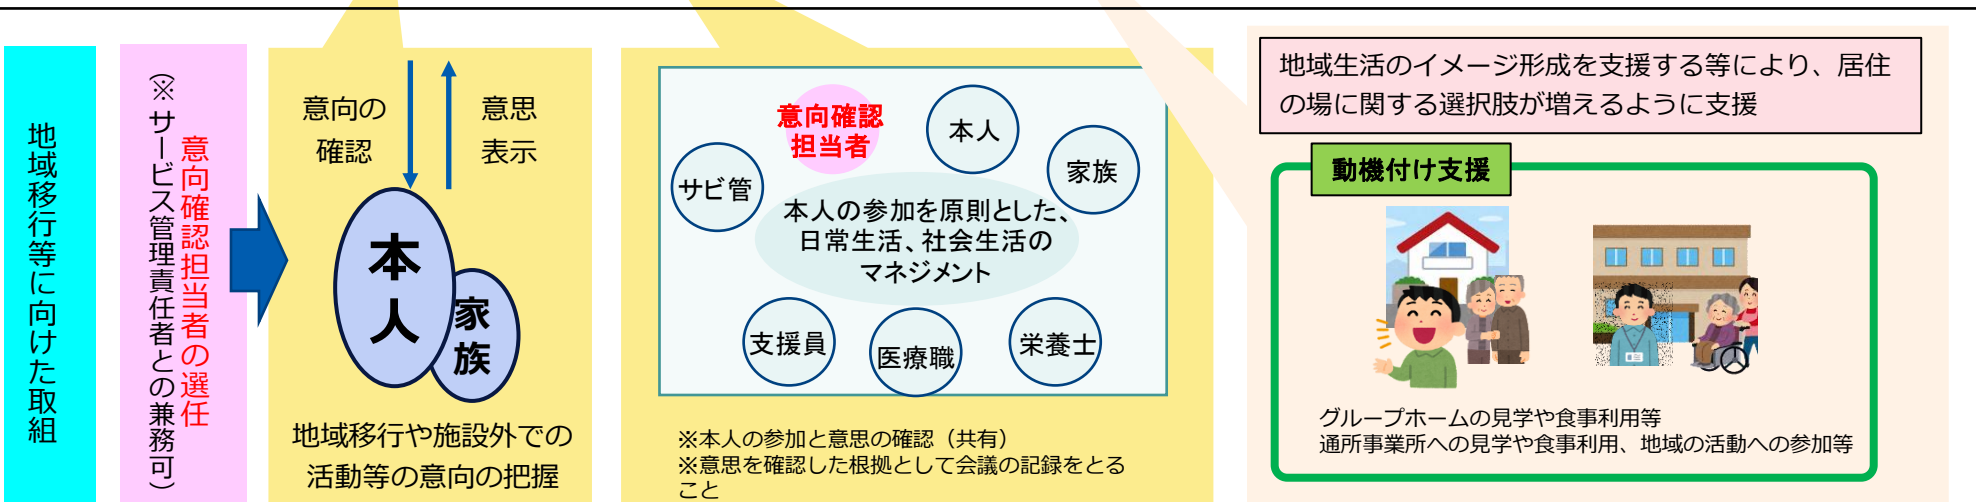 地域移行等に向けた取組
意向確認担当者の選任
（※サービス管理責任者との兼務可）
意向の
確認
意思
表示
本人
家族
地域移行や施設外での
活動等の意向の把握
意向確認
担当者
本人
家族
サビ管
本人の参加を原則とした、
日常生活、社会生活の
マネジメント
支援員
医療職
栄養士
※本人の参加と意思の確認（共有）
※意思を確認した根拠として会議の記録をとる
こと
地域生活のイメージ形成を支援する等により、居住
の場に関する選択肢が増えるように支援
動機付け支援
グループホームの見学や食事利用等
通所事業所への見学や食事利用、地域の活動への参加等